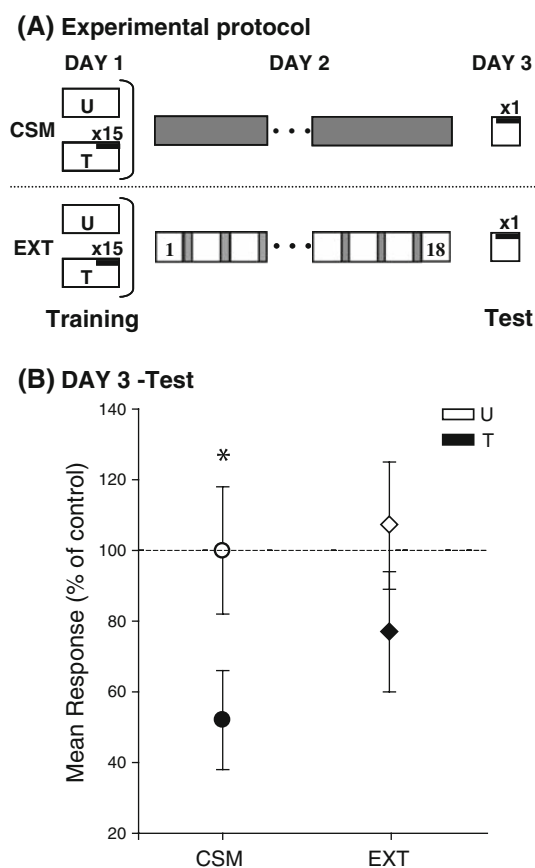 (A) Experimental protocol
DAY 1 DAY 2 DAY 3
U
CSM x15 x1
T
U
EXT x15 1 18 x1
T
Training Test
(B) DAY 3 -Test
140
U
T
120
*
100
80
60
40
20
Mean Response (% of control)
CSM EXT